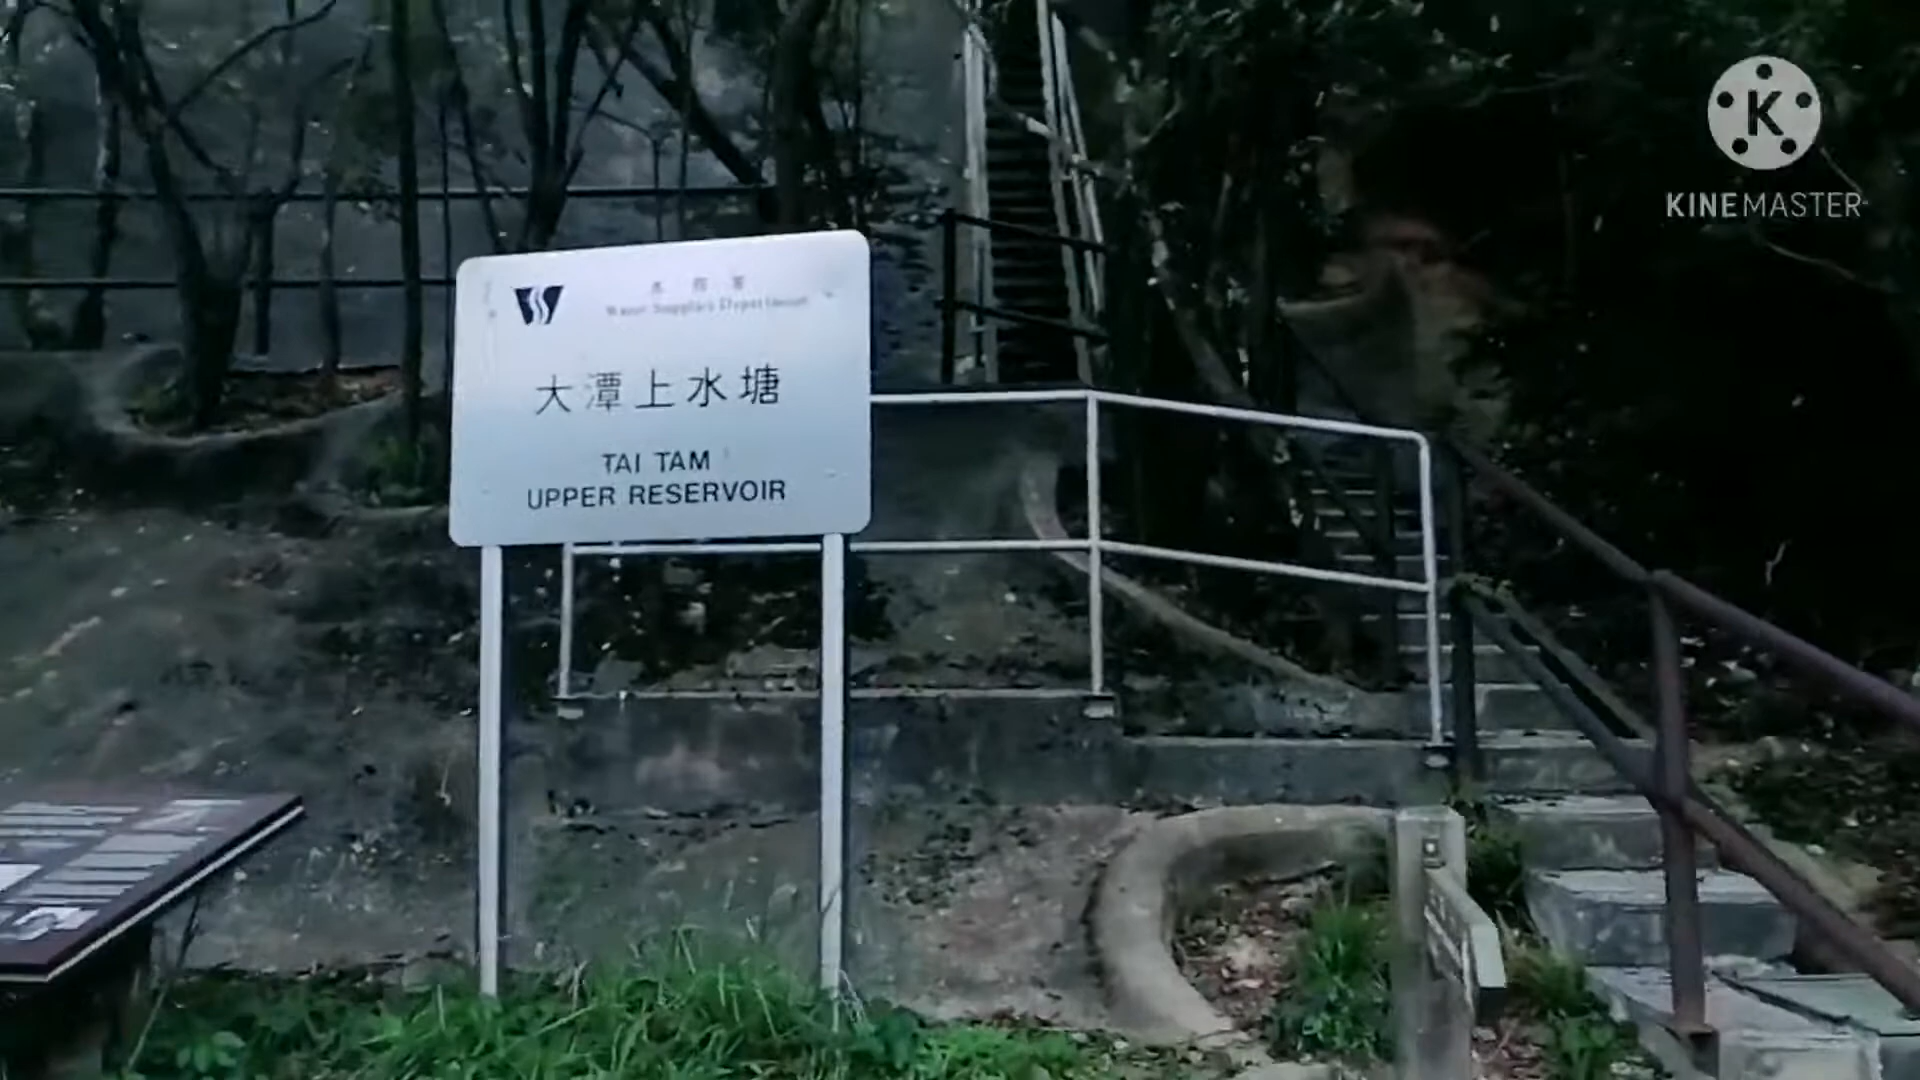 水務署
Water Supplies Department
大潭上水塘
TAI TAM
UPPER RESERVOIR
K
KINEMASTER